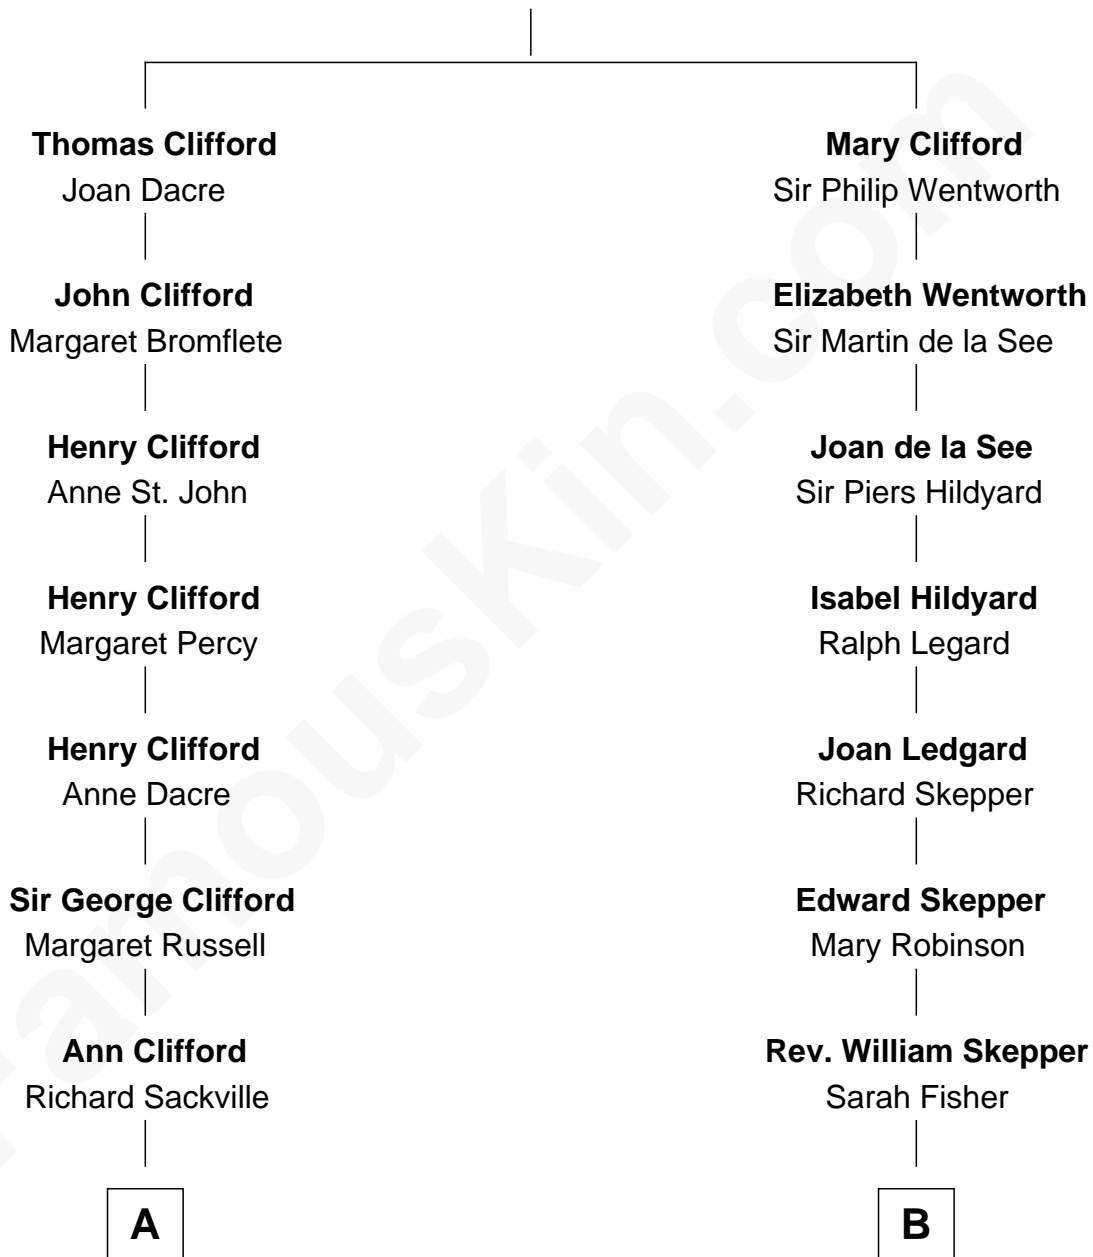 Thomas Clifford
Joan Dacre
John Clifford
Margaret Bromflete
Henry Clifford
Anne St. John
Henry Clifford
Margaret Percy
Henry Clifford
Anne Dacre
Sir George Clifford
Margaret Russell
Ann Clifford
Richard Sackville
A
Mary Clifford
Sir Philip Wentworth
Elizabeth Wentworth
Sir Martin de la See
Joan de la See
Sir Piers Hildyard
Isabel Hildyard
Ralph Legard
Joan Ledgard
Richard Skepper
Edward Skepper
Mary Robinson
Rev. William Skepper
Sarah Fisher
B
FamousKin.com